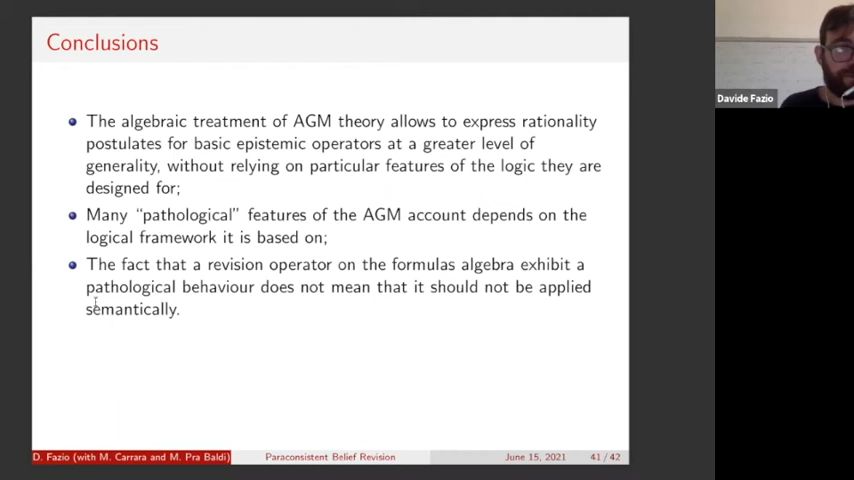 Conclusions
The algebraic treatment of AGM theory allows to express rationality
postulates for basic epistemic operators at a greater level of
generality, without relying on particular features of the logic they are
designed for;
Many “pathological” features of the AGM account depends on the
logical framework it is based on;
The fact that a revision operator on the formulas algebra exhibit a
pathological behaviour does not mean that it should not be applied
semantically.
D. Fazio (with M. Carrara and M. Pra Baldi)
Paraconsistent Belief Revision
June 15, 2021
41 / 42
Davide Fazio